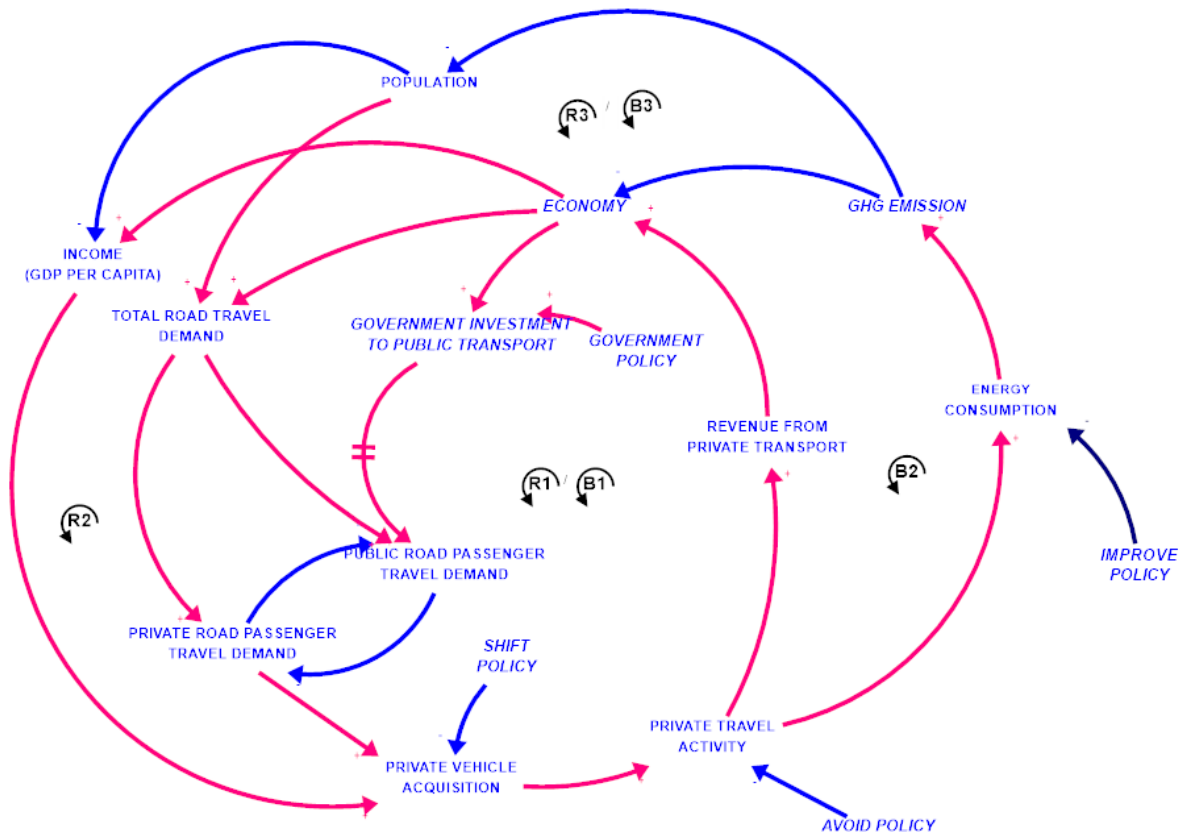 POPULATION
R3 / B3
ECONOMY
GHG EMISSION
INCOME
(GDP PER CAPITA)
TOTAL ROAD TRAVEL
DEMAND
GOVERNMENT INVESTMENT
TO PUBLIC TRANSPORT
GOVERNMENT
POLICY
ENERGY
CONSUMPTION
REVENUE FROM
PRIVATE TRANSPORT
R1 / B1
B2
R2
PUBLIC ROAD PASSENGER
TRAVEL DEMAND
IMPROVE
POLICY
PRIVATE ROAD PASSENGER
TRAVEL DEMAND
SHIFT
POLICY
PRIVATE TRAVEL
ACTIVITY
PRIVATE VEHICLE
ACQUISITION
AVOID POLICY